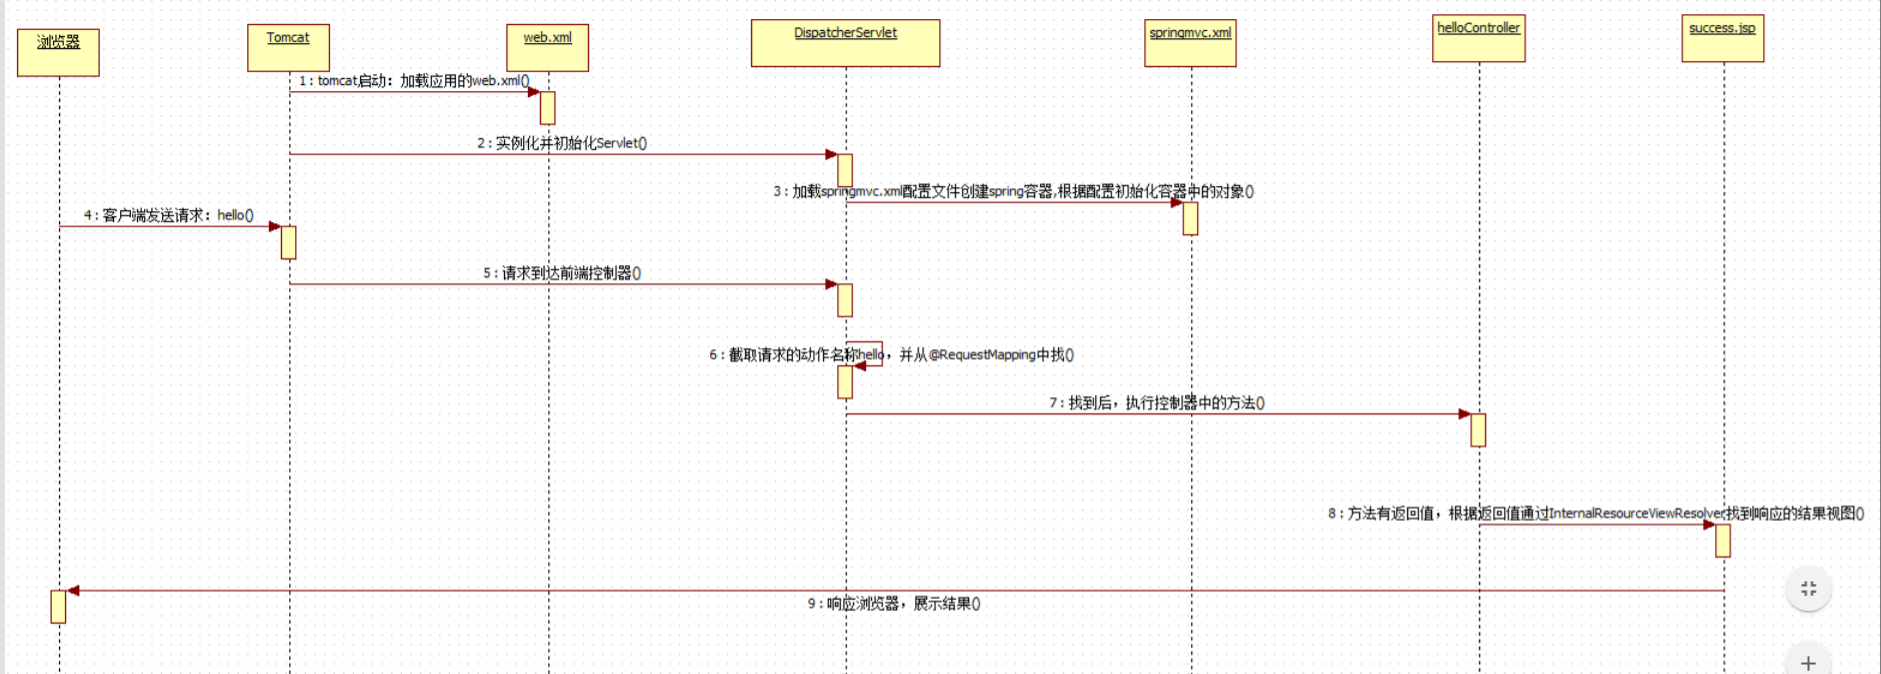 浏览器
Tomcat
web.xml
DispatcherServlet
springmvc.xml
helloController
success.jsp
1 : tomcat启动：加载应用的web.xml()
2 : 实例化并初始化Servlet()
3 : 加载springmvc.xml配置文件创建spring容器,根据配置初始化容器中的对象()
4 : 客户端发送请求：hello()
5 : 请求到达前端控制器()
6 : 截取请求的动作名称hello，并从@RequestMapping中找()
7 : 找到后，执行控制器中的方法()
8 : 方法有返回值，根据返回值通过InternalResourceViewResolver找到响应的结果视图()
9 : 响应浏览器，展示结果()